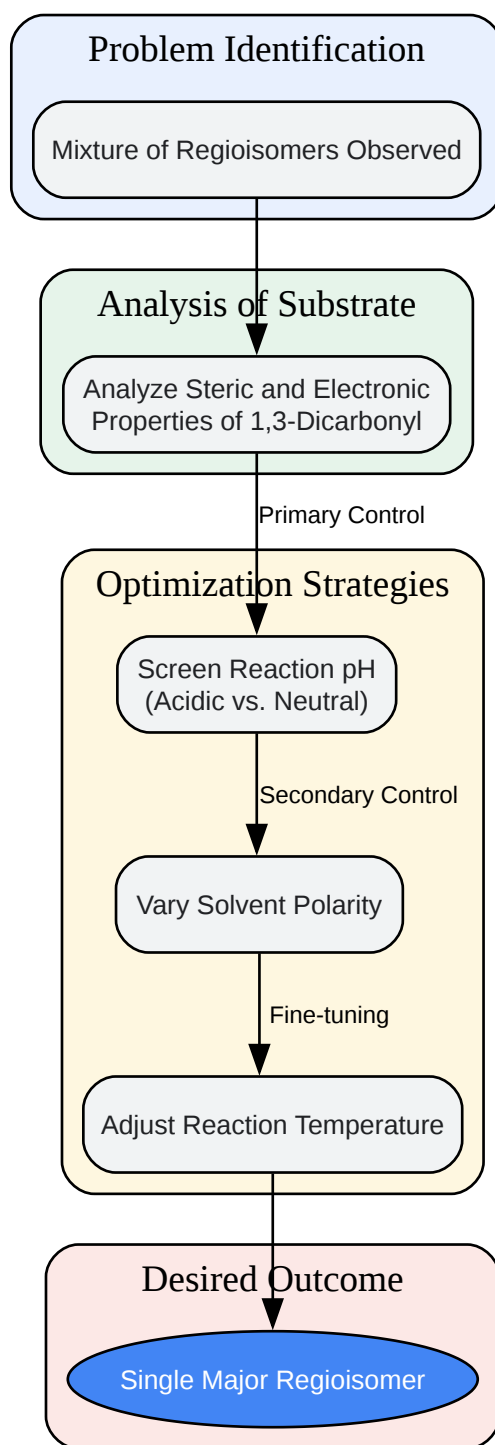 Problem Identification
Mixture of Regioisomers Observed
Analysis of Substrate
Analyze Steric and Electronic
Properties of 1,3-Dicarbonyl
Primary Control
Optimization Strategies
Screen Reaction pH
(Acidic vs. Neutral)
Secondary Control
Vary Solvent Polarity
Fine-tuning
Adjust Reaction Temperature
Desired Outcome
Single Major Regioisomer